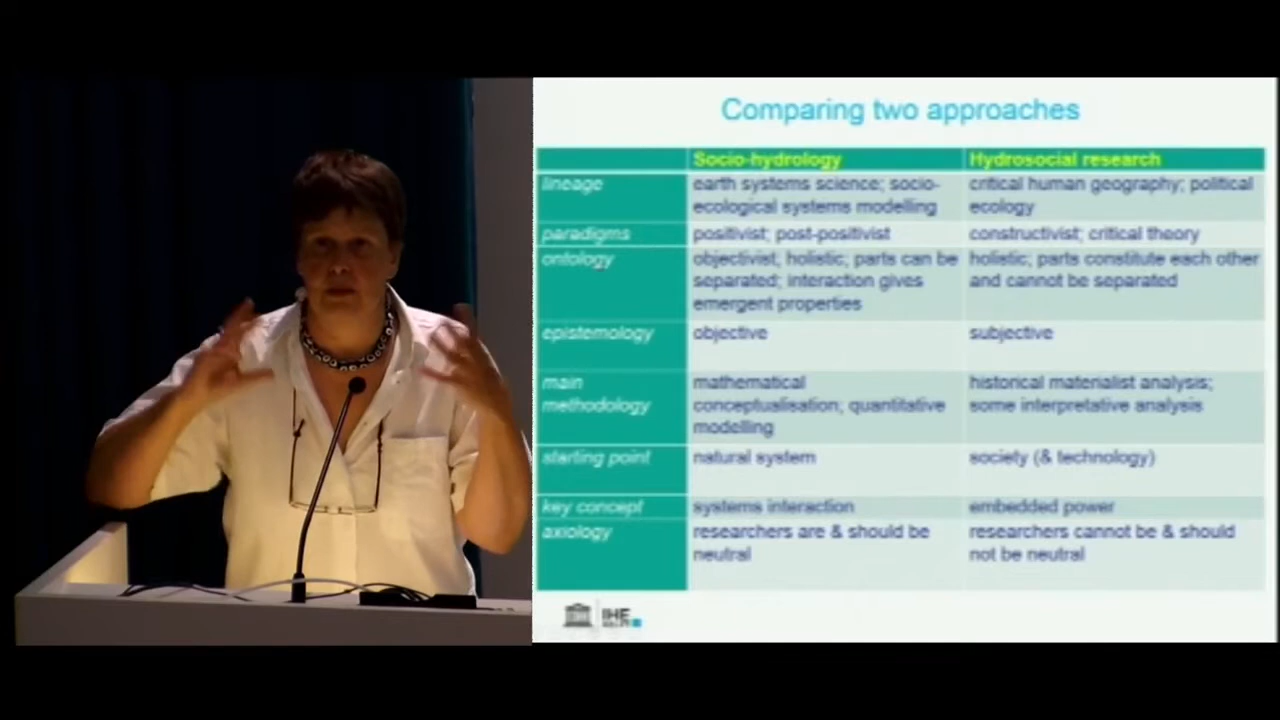 Comparing two approaches
Socio-hydrology Hydrosocial research
lineage earth systems science; socio- critical human geography; political
ecological systems modelling ecology
paradigms positivist; post-positivist constructivist; critical theory
ontology objectivist; holistic; parts can be holistic; parts constitute each other
separated; interaction gives and cannot be separated
emergent properties
epistemology objective subjective
main mathematical historical materialist analysis;
methodology conceptualisation; quantitative some interpretative analysis
modelling
starting point natural system society (& technology)
key concept systems interaction embedded power
axiology researchers are & should be researchers cannot be & should
neutral not be neutral
IHE